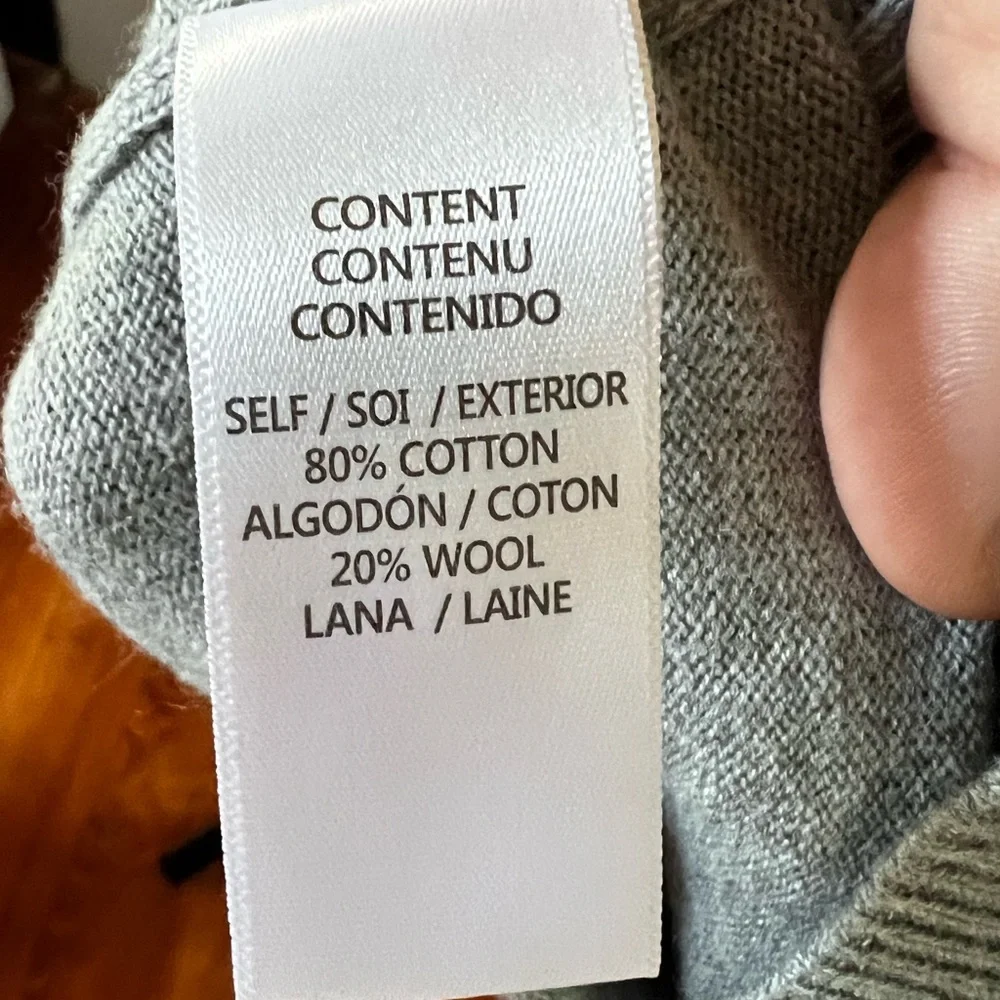 CONTENT
CONTENU
CONTENIDO
SELF / SOI / EXTERIOR
80% COTTON
ALGODÓN / COTON
20% WOOL
LANA / LAINE